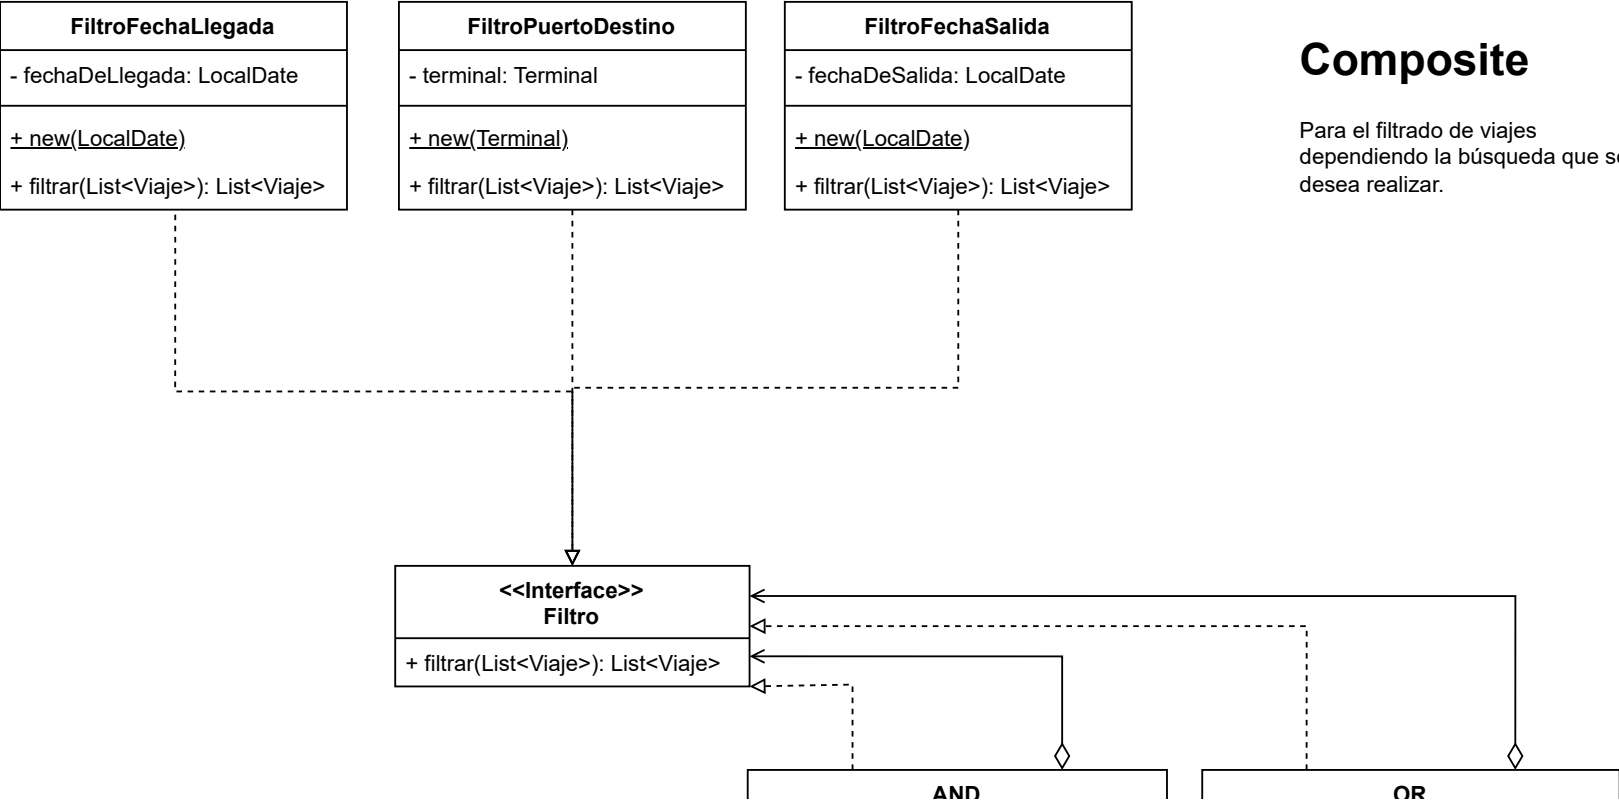 FiltroFechaLlegada
- fechaDeLlegada: LocalDate
+ new(LocalDate)
+ filtrar(List<Viaje>): List<Viaje>
FiltroPuertoDestino
- terminal: Terminal
+ new(Terminal)
+ filtrar(List<Viaje>): List<Viaje>
FiltroFechaSalida
- fechaDeSalida: LocalDate
+ new(LocalDate)
+ filtrar(List<Viaje>): List<Viaje>
Composite
Para el filtrado de viajes
dependiendo la búsqueda que se
desea realizar.
<<Interface>>
Filtro
+ filtrar(List<Viaje>): List<Viaje>
AND
OR